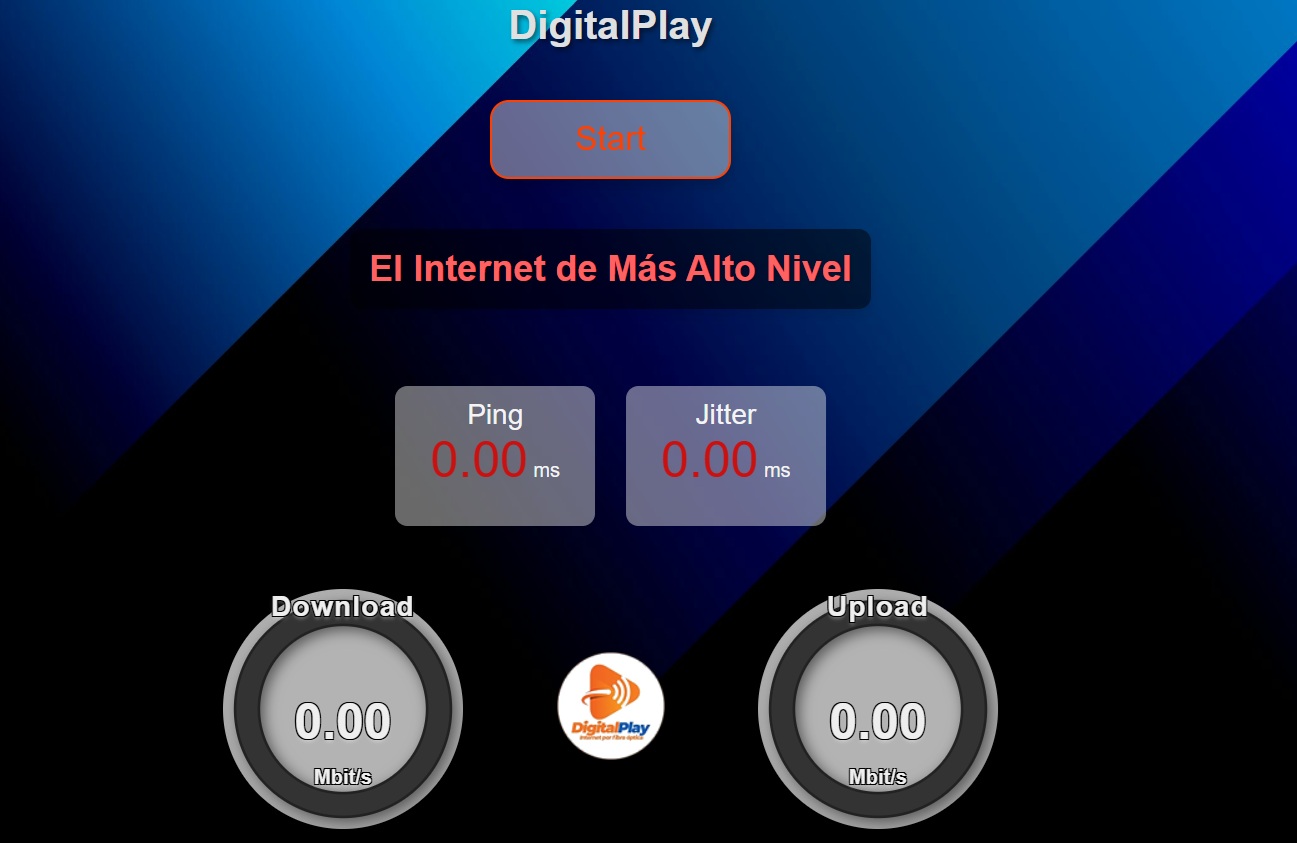 DigitalPlay
Start
El Internet de Más Alto Nivel
Ping
0.00 ms
Jitter
0.00 ms
Download
0.00
Mbit/s
DigitalPlay
Internet por fibra óptica
Upload
0.00
Mbit/s